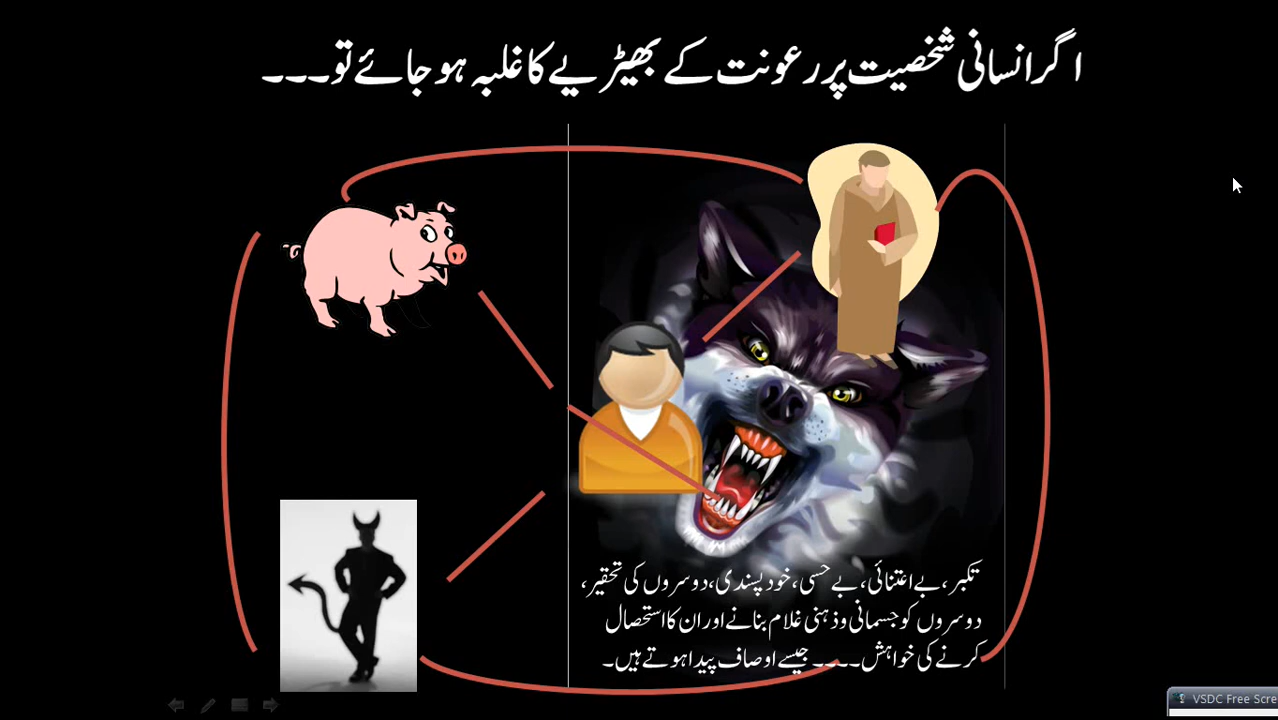 اگر انسانی شخصیت پر رعونت کے بھیڑیے کا غلبہ ہو جائے تو۔۔۔
تکبر، بے اعتنائی، بے حسی، خود پسندی، دوسروں کی تحقیر،
دوسروں کو جسمانی و ذہنی غلام بنانے اور ان کا استحصال
کرنے کی خواہش۔۔۔۔ جیسے اوصاف پیدا ہوتے ہیں۔
VSDC Free Scre